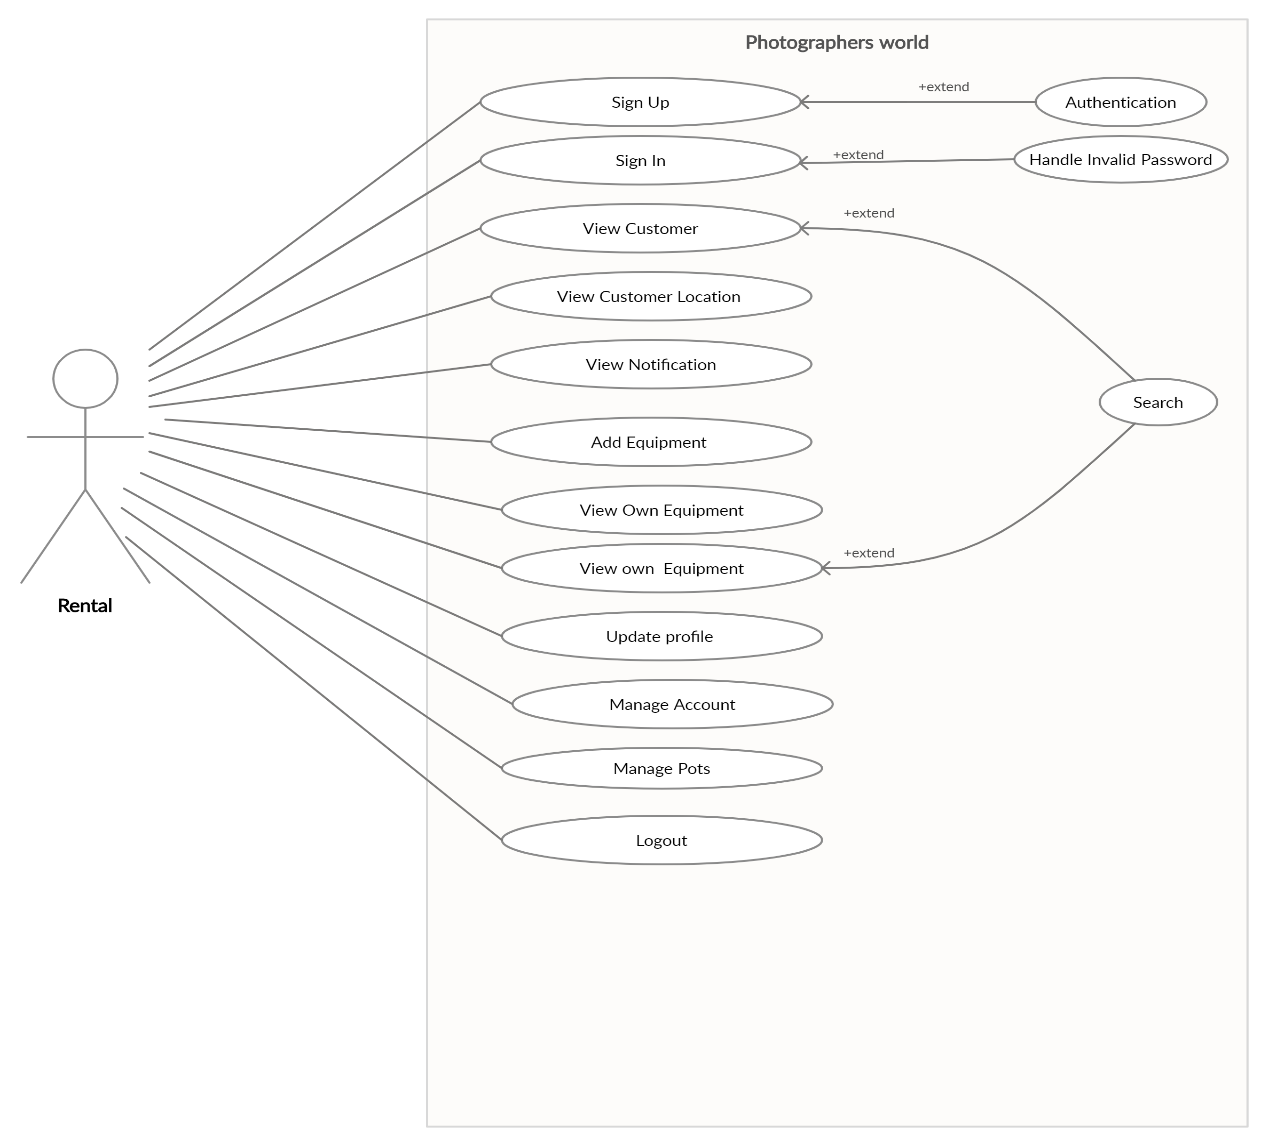 Photographers world
Sign Up
+extend
Authentication
Sign In
+extend
Handle Invalid Password
View Customer
+extend
View Customer Location
View Notification
Search
Add Equipment
View Own Equipment
View own  Equipment
+extend
Rental
Update profile
Manage Account
Manage Pots
Logout